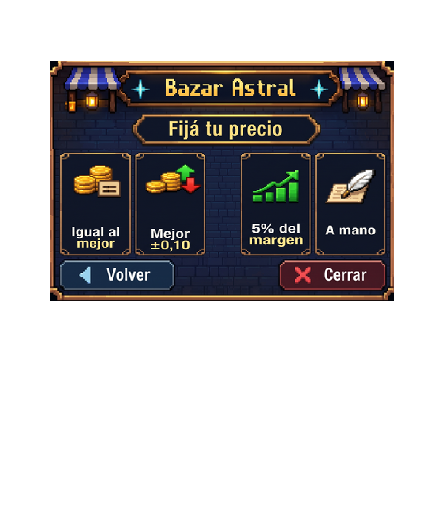 Bazar Astral
Fijá tu precio
Igual al
mejor
Mejor
±0,10
5% del
margen
A mano
Volver
Cerrar